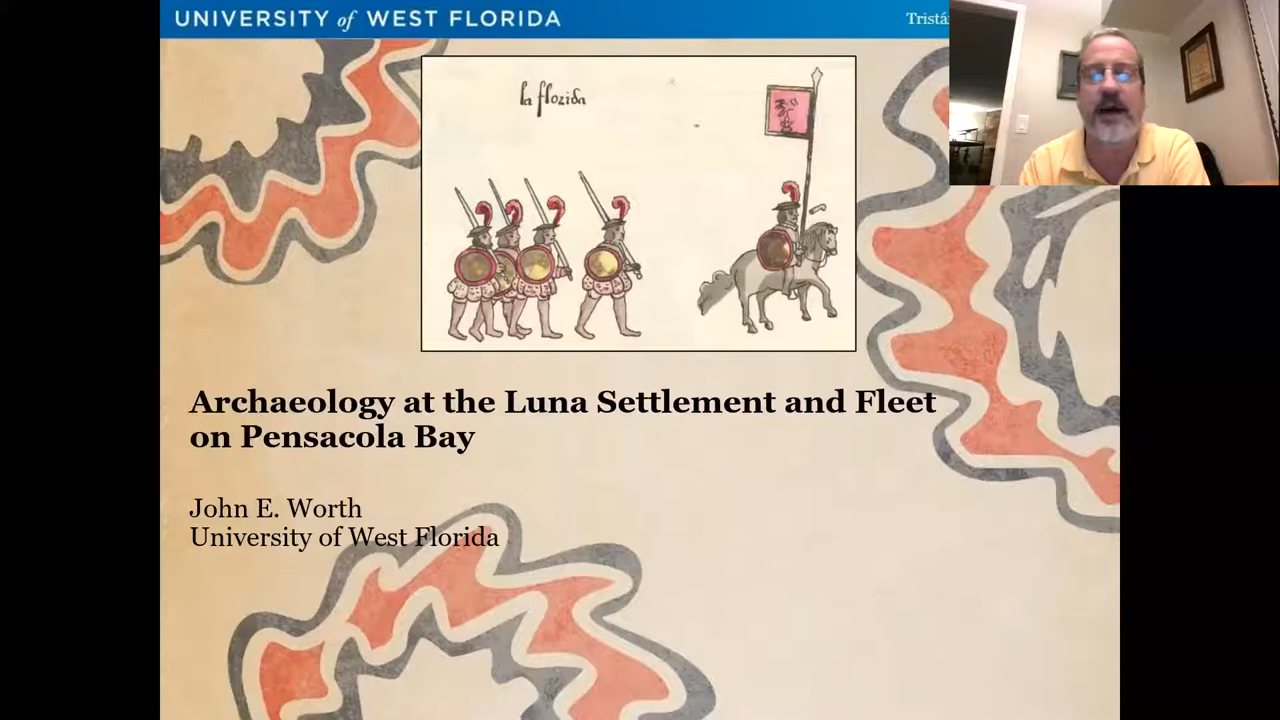 UNIVERSITY of WEST FLORIDA
Tristá
la florida
Archaeology at the Luna Settlement and Fleet
on Pensacola Bay
John E. Worth
University of West Florida